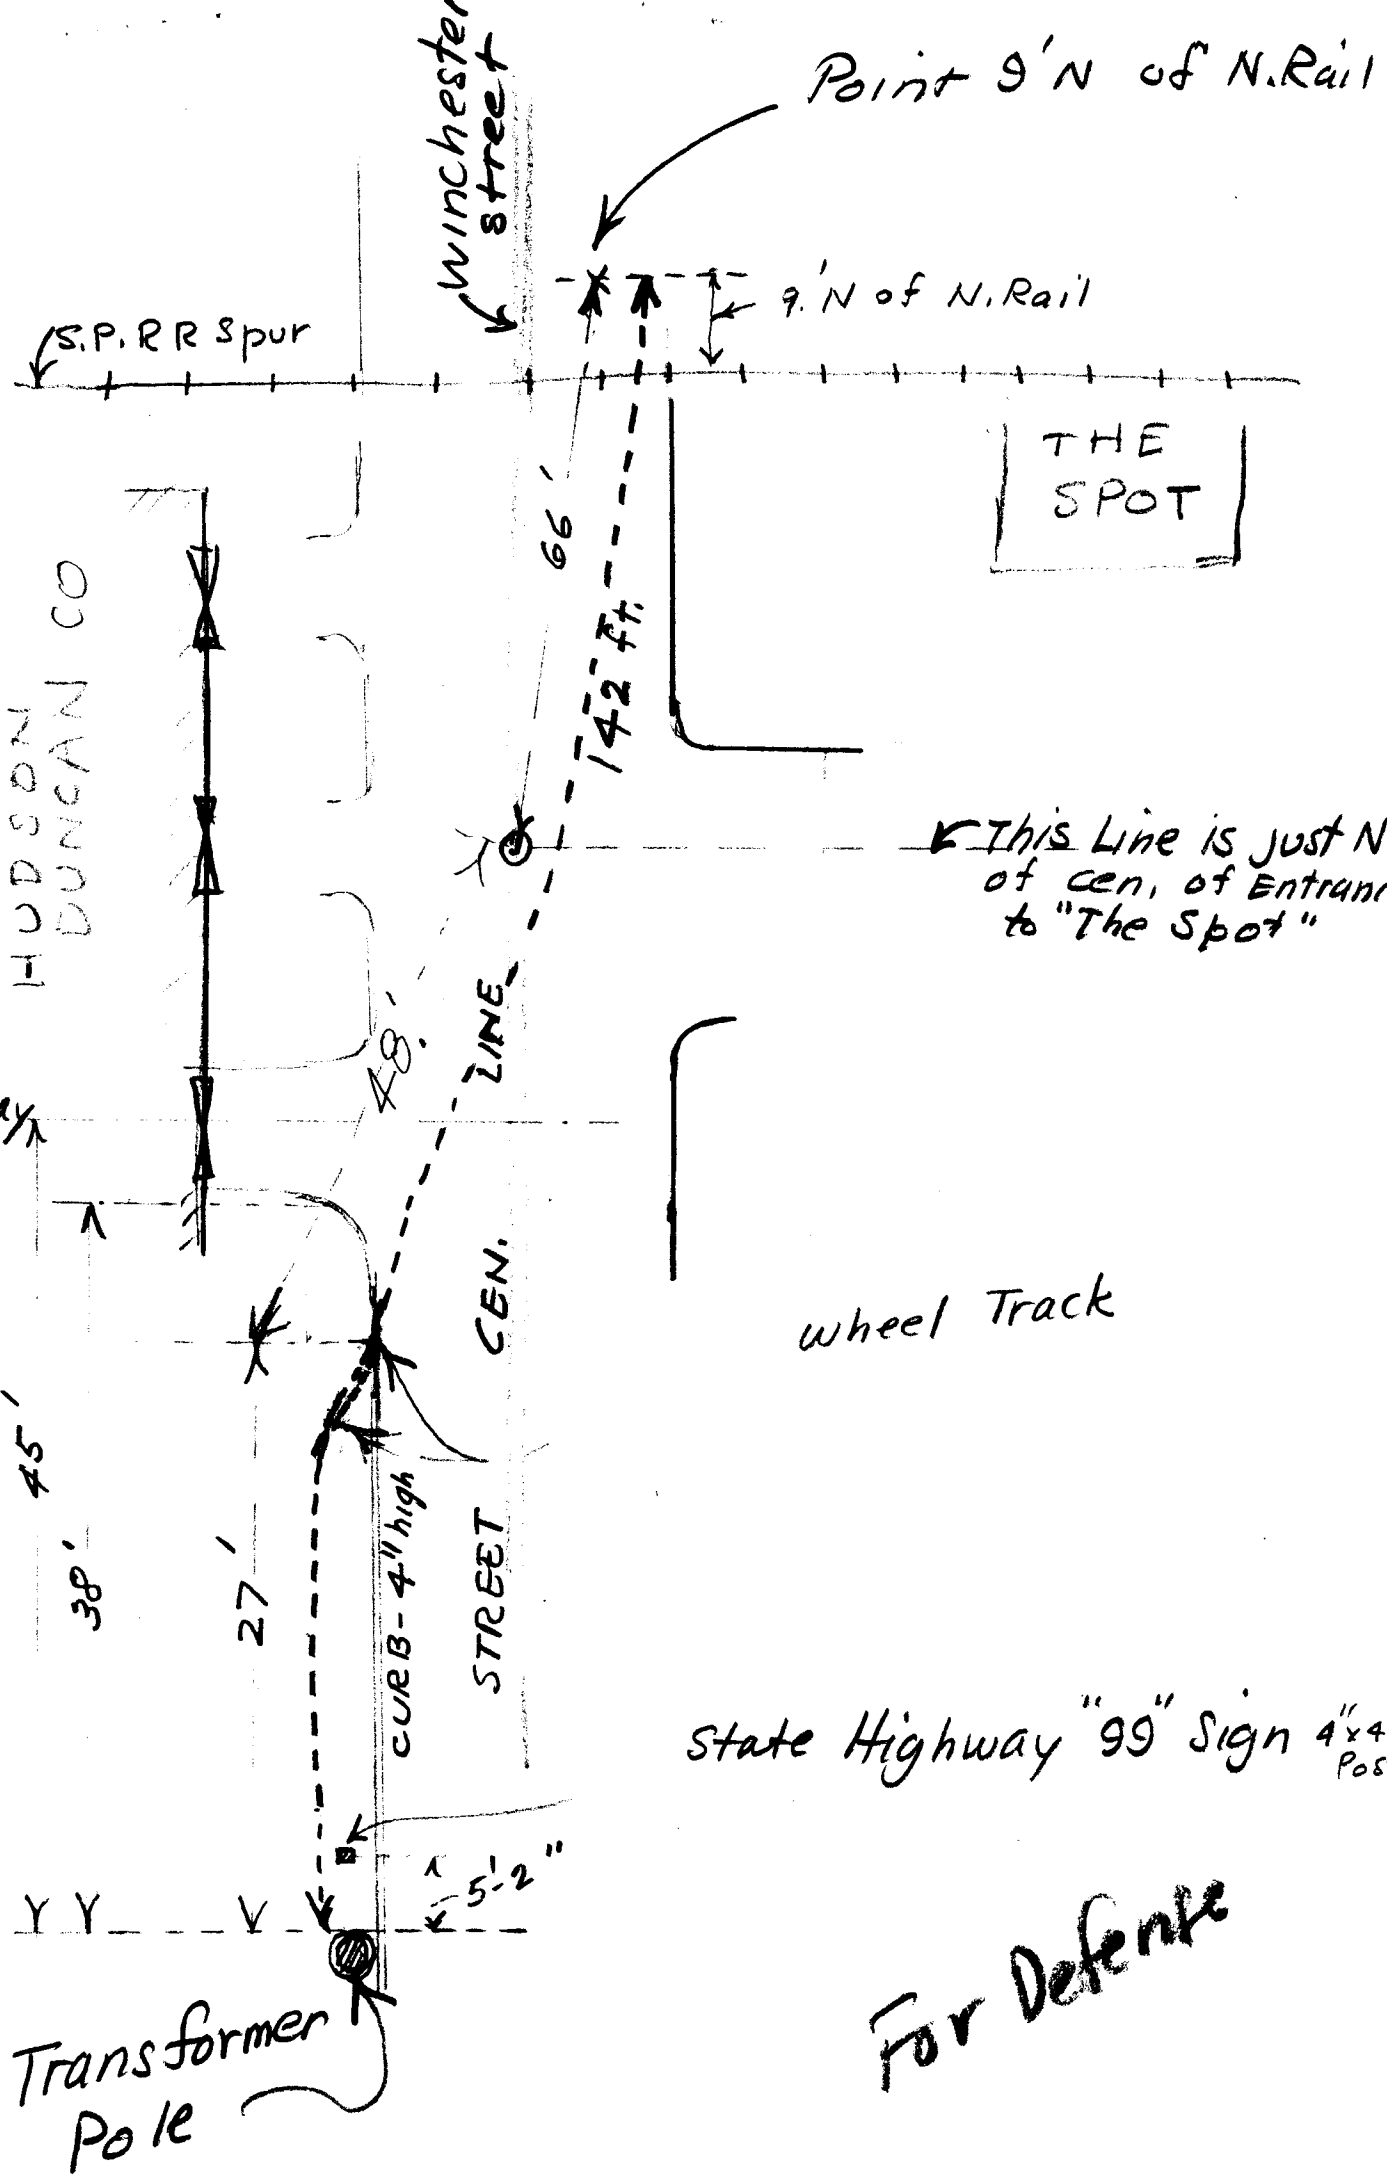 Winchester
street
Point 9'N of N.Rail
9.'N of N.Rail
S.P.RR Spur
THE
SPOT
66'
142 ft.
HUDSON
DUNCAN CO
This Line is just N
of cen. of
to "The Spot"
48.'
CEN. LINE
wheel Track
45'
38'
27'
CURB - 4" high
STREET
State Highway "99" Sign 4"x4
5'-2"
For Defense
Transformer
Pole